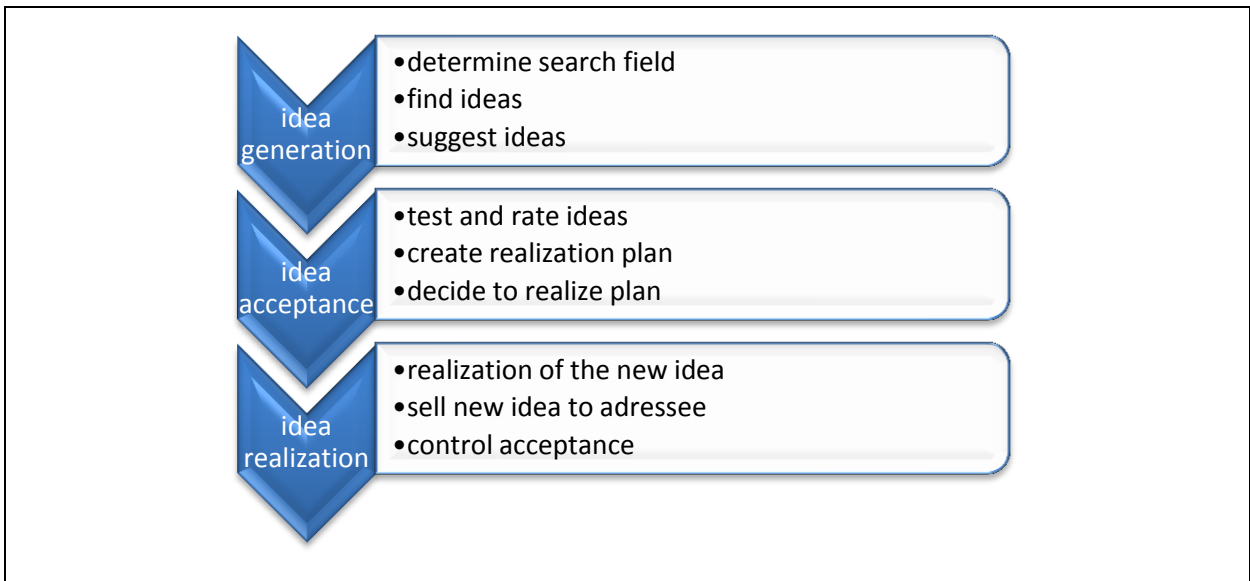 idea
generation
•determine search field
•find ideas
•suggest ideas
idea
acceptance
•test and rate ideas
•create realization plan
•decide to realize plan
idea
realization
•realization of the new idea
•sell new idea to adressee
•control acceptance